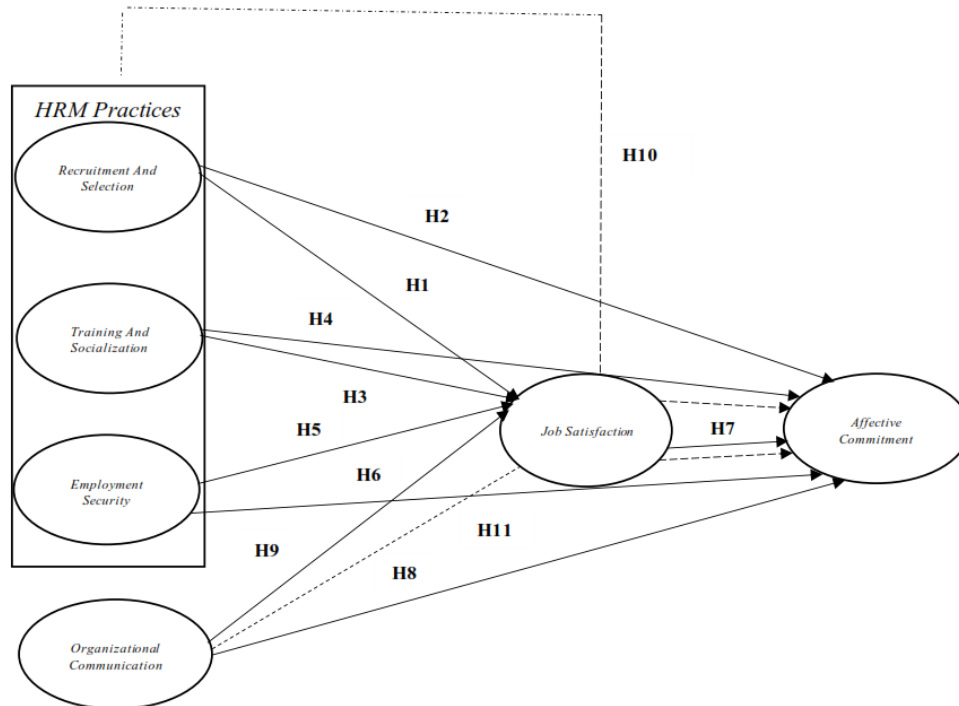 HRM Practices
Recruitment And
Selection
H10
H2
H1
Training And
Socialization
H4
H3
Job Satisfaction
H7
Affective
Commitment
H5
Employment
Security
H6
H11
H9
H8
Organizational
Communication